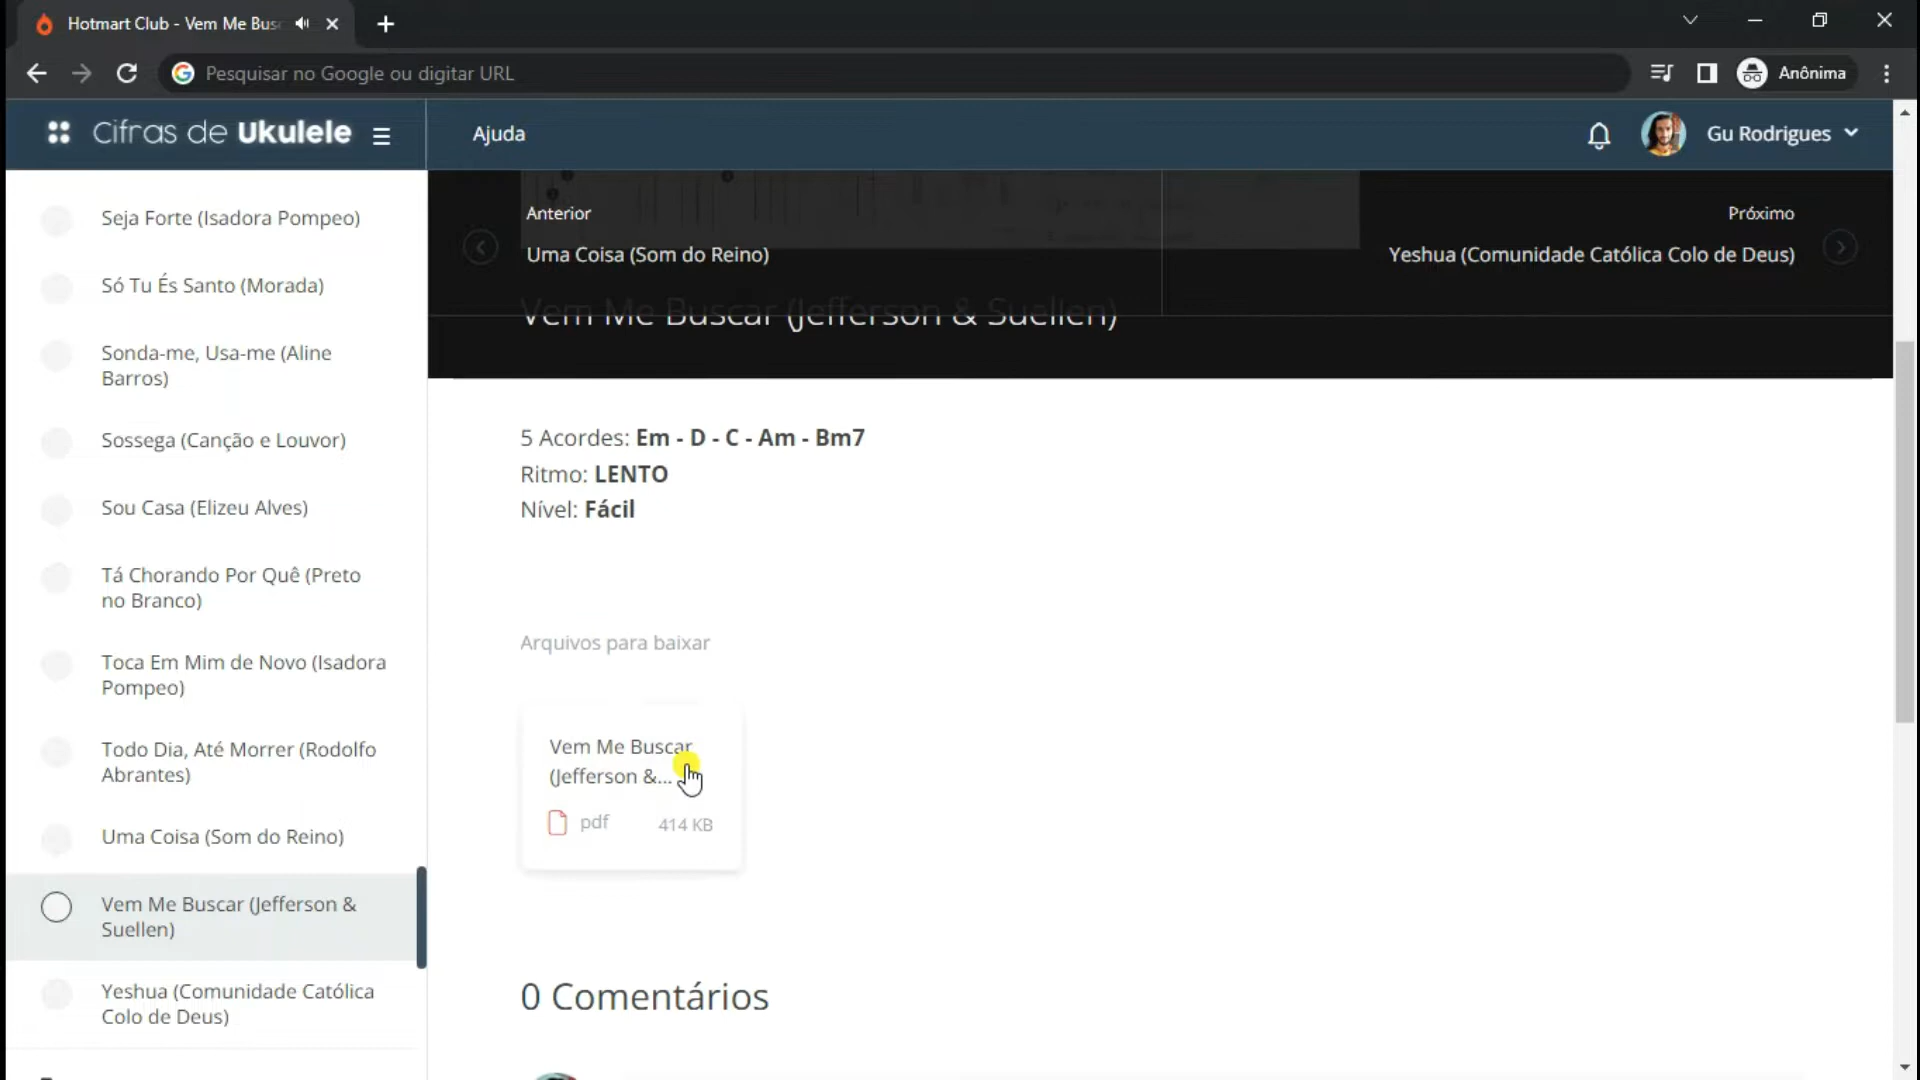 Hotmart Club - Vem Me Bus
Pesquisar no Google ou digitar URL
Anônima
Cifras de Ukulele
Ajuda
Gu Rodrigues
Seja Forte (Isadora Pompeo)
Só Tu És Santo (Morada)
Sonda-me, Usa-me (Aline
Barros)
Sossega (Canção e Louvor)
Sou Casa (Elizeu Alves)
Tá Chorando Por Quê (Preto
no Branco)
Toca Em Mim de Novo (Isadora
Pompeo)
Todo Dia, Até Morrer (Rodolfo
Abrantes)
Uma Coisa (Som do Reino)
Vem Me Buscar (Jefferson &
Suellen)
Yeshua (Comunidade Católica
Colo de Deus)
Anterior
Uma Coisa (Som do Reino)
Próximo
Yeshua (Comunidade Católica Colo de Deus)
Vem Me Buscar (Jefferson & Suellen)
5 Acordes: Em - D - C - Am - Bm7
Ritmo: LENTO
Nível: Fácil
Arquivos para baixar
Vem Me Buscar
(Jefferson &...
pdf
414 KB
0 Comentários